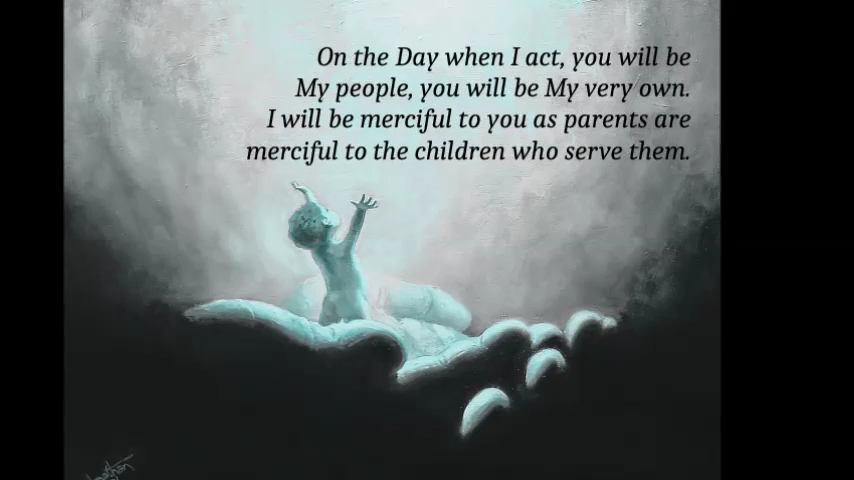 On the Day when I act, you will be
My people, you will be My very own.
I will be merciful to you as parents are
merciful to the children who serve them.